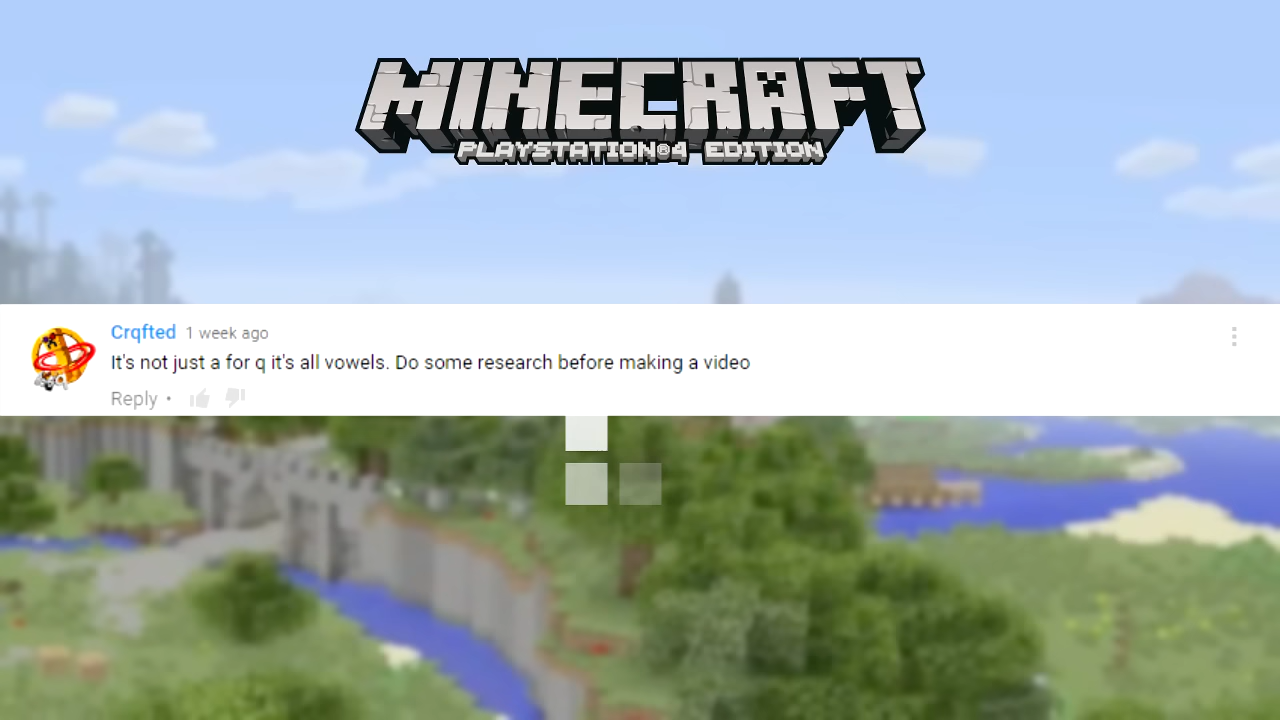 MINECRAFT
PLAYSTATION®4 EDITION
Crqfted 1 week ago
It's not just a for q it's all vowels. Do some research before making a video
Reply •